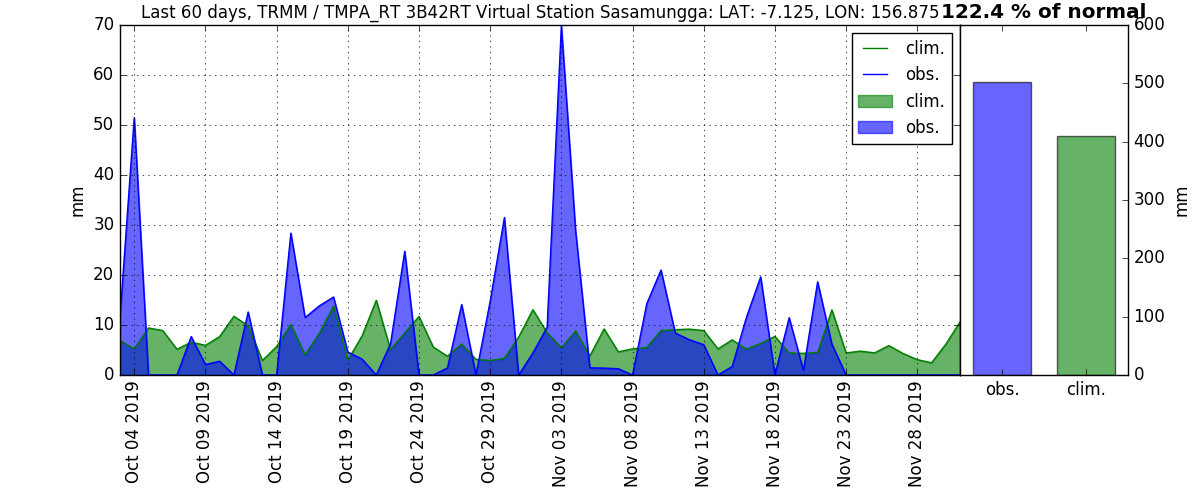 Last 60 days, TRMM / TMPA_RT 3B42RT Virtual Station Sasamungga: LAT: -7.125, LON: 156.875
122.4 % of normal
70
60
50
40
30
20
10
0
mm
clim.
obs.
clim.
obs.
600
500
400
300
200
100
0
mm
Oct 04 2019
Oct 09 2019
Oct 14 2019
Oct 19 2019
Oct 24 2019
Oct 29 2019
Nov 03 2019
Nov 08 2019
Nov 13 2019
Nov 18 2019
Nov 23 2019
Nov 28 2019
obs.
clim.